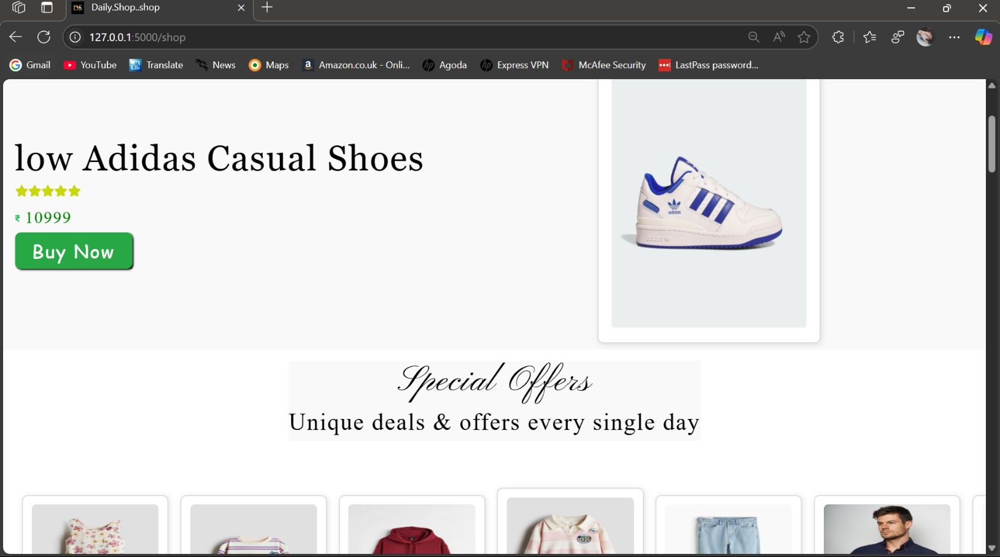 DS Daily.Shop..shop
127.0.0.1:5000/shop
Gmail YouTube Translate News Maps Amazon.co.uk - Onli... Agoda Express VPN McAfee Security LastPass password...
low Adidas Casual Shoes
₹ 10999
Buy Now
adidas
Special Offers
Unique deals & offers every single day